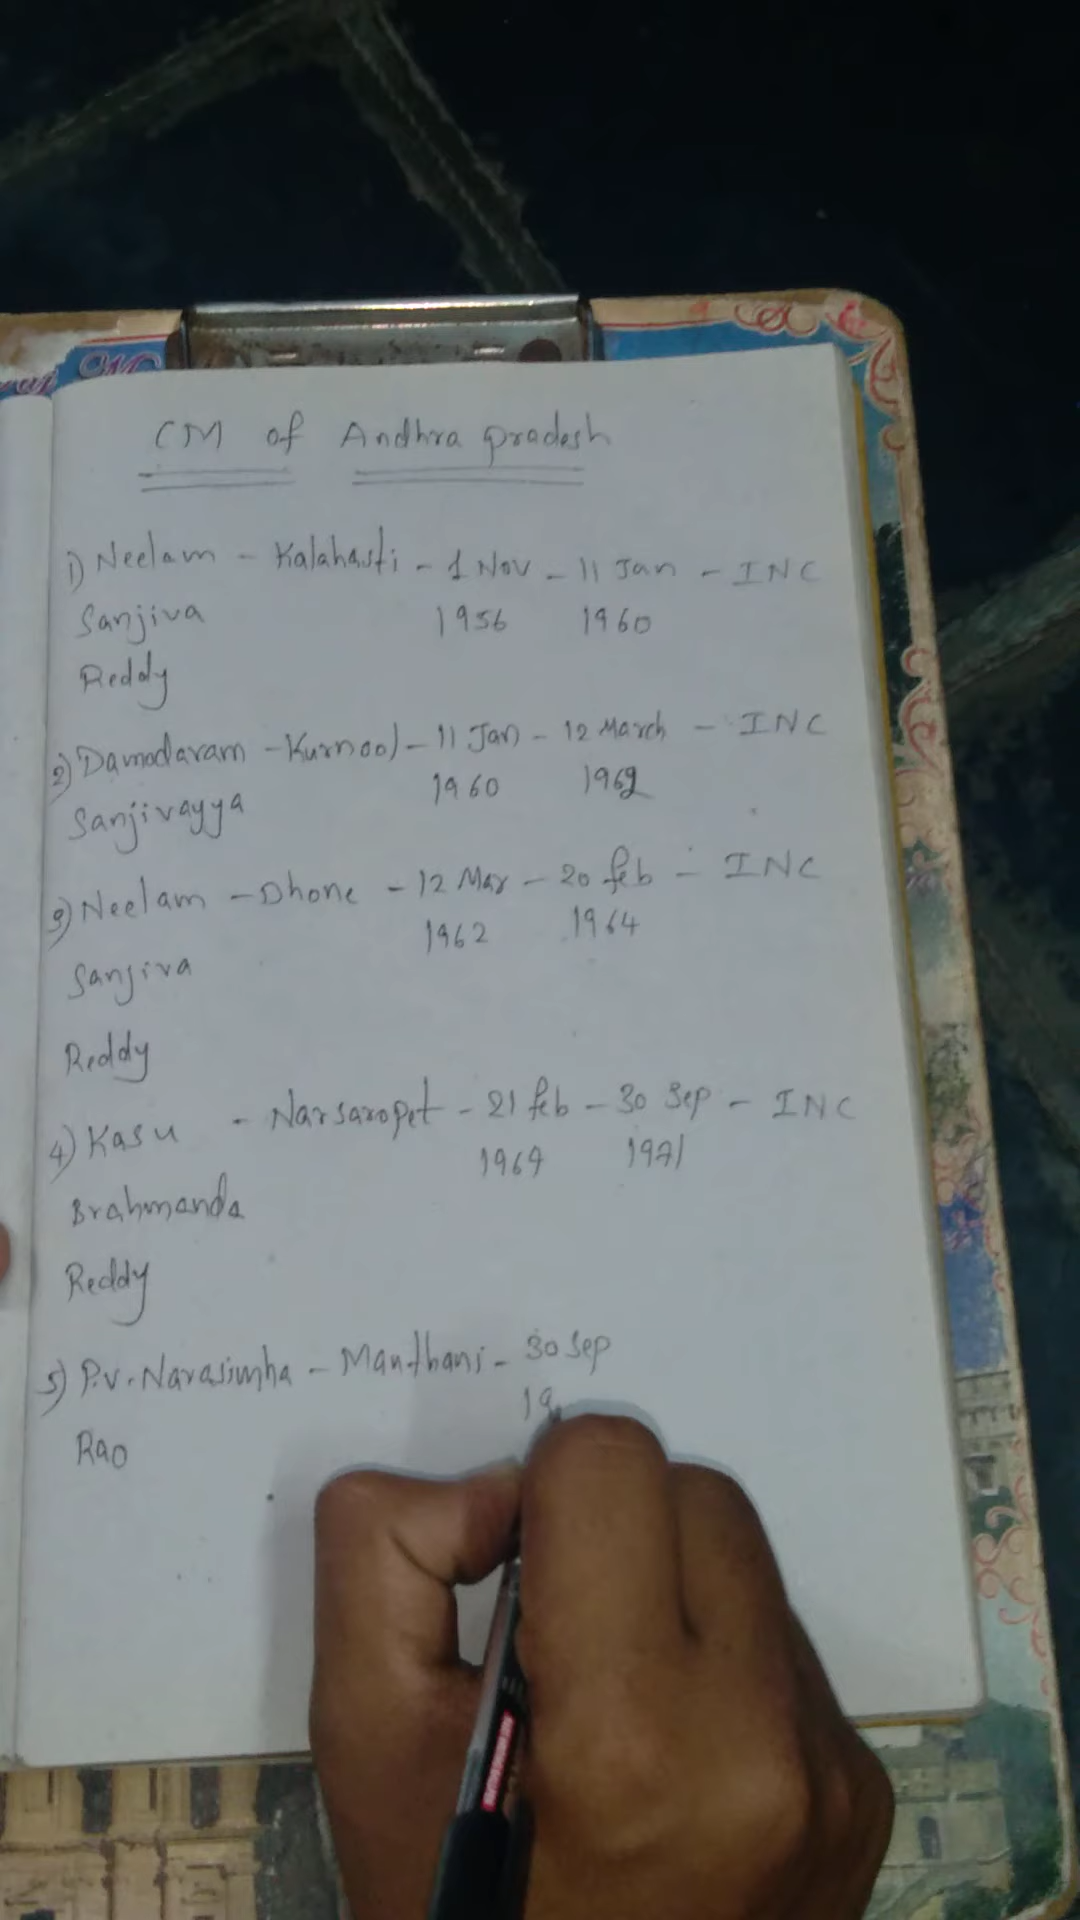 CM of Andhra pradesh
1) Neelam - Kalahasti - 1 Nov - 11 Jan - INC
Sanjiva 1956 1960
Reddy
2) Damodaram - Kurnool - 11 Jan - 12 March - INC
Sanjivayya 1960 1962
3) Neelam - Dhone - 12 Mar - 20 feb - INC
Sanjiva 1962 1964
Reddy
4) Kasu - Narsaropet - 21 feb - 30 Sep - INC
Brahmanda 1964 1971
Reddy
5) P.V. Narasimha - Manthani - 30 Sep
Rao 19